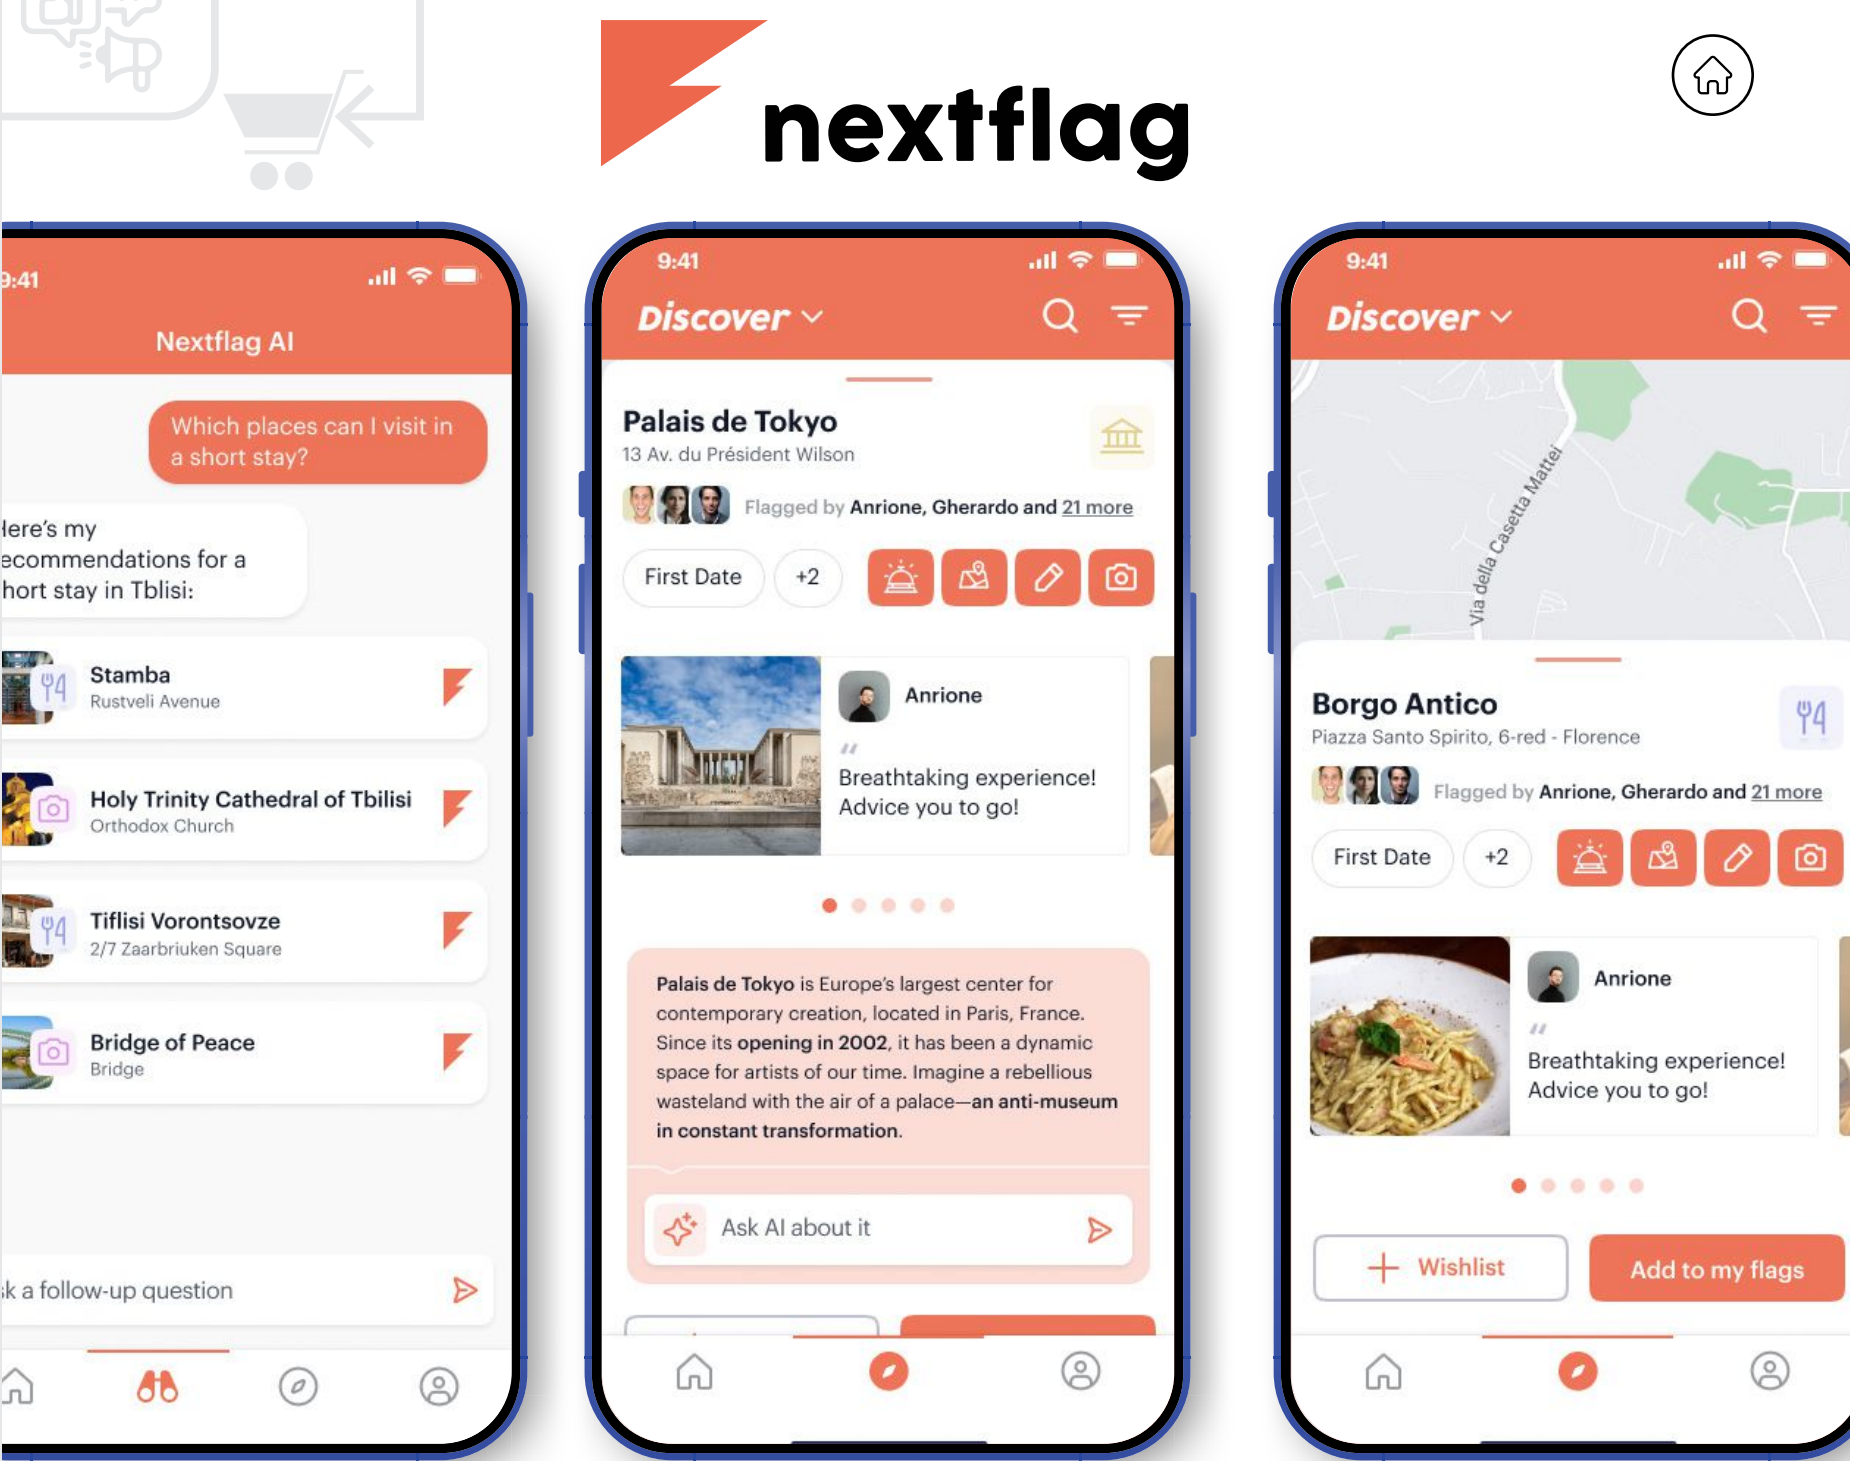 nextflag
9:41
Nextflag AI
Which places can I visit in
a short stay?
Here's my
recommendations for a
short stay in Tblisi:
Stamba
Rustveli Avenue
Holy Trinity Cathedral of Tbilisi
Orthodox Church
Tiflisi Vorontsovze
2/7 Zaarbriuken Square
Bridge of Peace
Bridge
sk a follow-up question
9:41
Discover
Palais de Tokyo
13 Av. du Président Wilson
Flagged by Anrione, Gherardo and 21 more
First Date
+2
Anrione
"
Breathtaking experience!
Advice you to go!
Palais de Tokyo is Europe's largest center for
contemporary creation, located in Paris, France.
Since its opening in 2002, it has been a dynamic
space for artists of our time. Imagine a rebellious
wasteland with the air of a palace—an anti-museum
in constant transformation.
Ask AI about it
9:41
Discover
Via della Casetta Mattei
Borgo Antico
Piazza Santo Spirito, 6-red - Florence
Flagged by Anrione, Gherardo and 21 more
First Date
+2
Anrione
"
Breathtaking experience!
Advice you to go!
+ Wishlist
Add to my flags